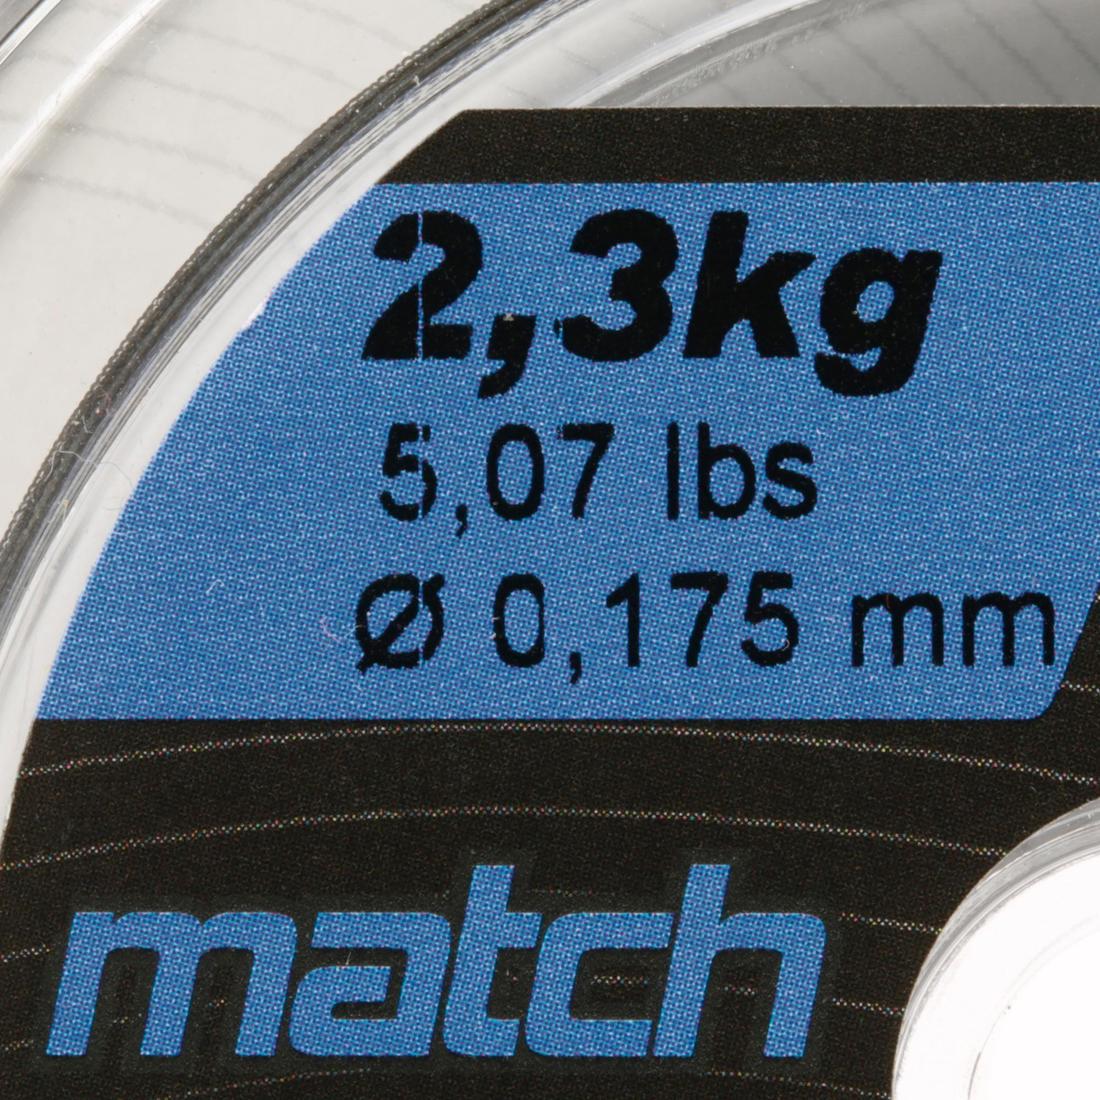 2,3kg
5,07 lbs
Ø 0,175 mm
match